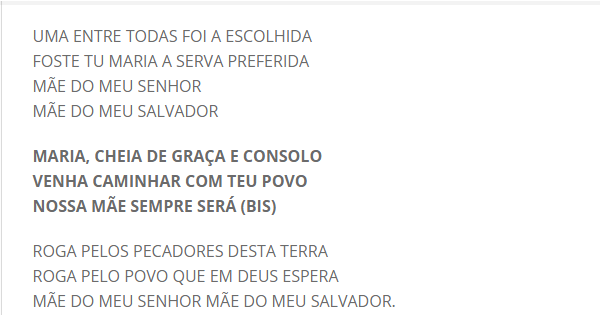 UMA ENTRE TODAS FOI A ESCOLHIDA
FOSTE TU MARIA A SERVA PREFERIDA
MÃE DO MEU SENHOR
MÃE DO MEU SALVADOR
MARIA, CHEIA DE GRAÇA E CONSOLO
VENHA CAMINHAR COM TEU POVO
NOSSA MÃE SEMPRE SERÁ (BIS)
ROGA PELOS PECADORES DESTA TERRA
ROGA PELO POVO QUE EM DEUS ESPERA
MÃE DO MEU SENHOR MÃE DO MEU SALVADOR.